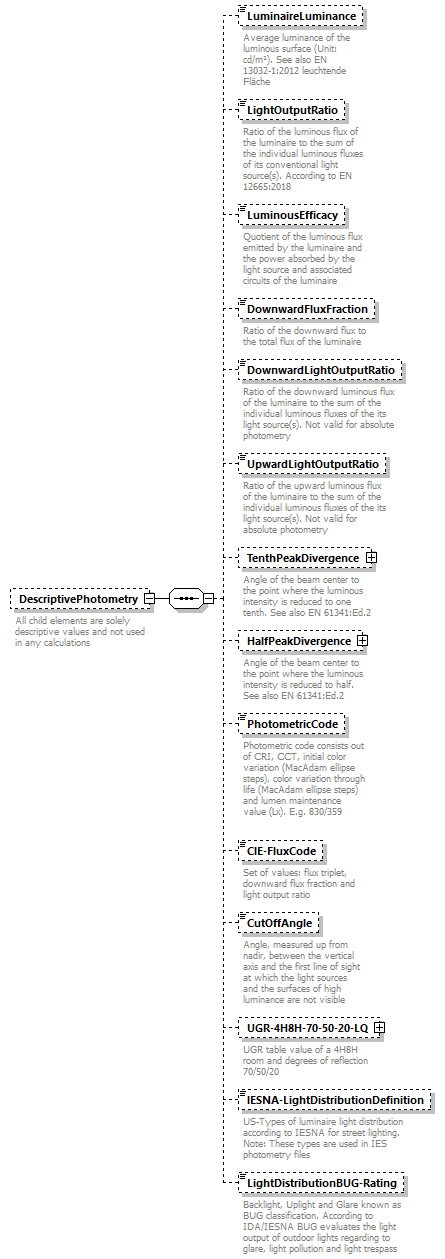 LuminaireLuminance
Average luminance of the
luminous surface (Unit:
cd/m²). See also EN
13032-1:2012 leuchtende
Fläche
LightOutputRatio
Ratio of the luminous flux of
the luminaire to the sum of
the individual luminous fluxes
of its conventional light
source(s). According to EN
12665:2018
LuminousEfficacy
Quotient of the luminous flux
emitted by the luminaire and
the power absorbed by the
light source and associated
circuits of the luminaire
DownwardFluxFraction
Ratio of the downward flux to
the total flux of the luminaire
DownwardLightOutputRatio
Ratio of the downward luminous flux
of the luminaire to the sum of the
individual luminous fluxes of the its
light source(s). Not valid for absolute
photometry
UpwardLightOutputRatio
Ratio of the upward luminous flux
of the luminaire to the sum of the
individual luminous fluxes of the its
light source(s). Not valid for
absolute photometry
TenthPeakDivergence
Angle of the beam center to
the point where the luminous
intensity is reduced to one
tenth. See also EN 61341:Ed.2
DescriptivePhotometry
All child elements are solely
descriptive values and not used
in any calculations
HalfPeakDivergence
Angle of the beam center to
the point where the luminous
intensity is reduced to half.
See also EN 61341:Ed.2
PhotometricCode
Photometric code consists out
of CRI, CCT, initial color
variation (MacAdam ellipse
steps), color variation through
life (MacAdam ellipse steps)
and lumen maintenance
value (Lx). E.g. 830/359
CIE-FluxCode
Set of values: flux triplet,
downward flux fraction and
light output ratio
CutOffAngle
Angle, measured up from
nadir, between the vertical
axis and the first line of sight
at which the light sources
and the surfaces of high
luminance are not visible
UGR-4H8H-70-50-20-LQ
UGR table value of a 4H8H
room and degrees of reflection
70/50/20
IESNA-LightDistributionDefinition
US-Types of luminaire light distribution
according to IESNA for street lighting.
Note: These types are used in IES
photometry files
LightDistributionBUG-Rating
Backlight, Uplight and Glare known as
BUG classification. According to
IDA/IESNA BUG evaluates the light
output of outdoor lights regarding to
glare, light pollution and light trespass